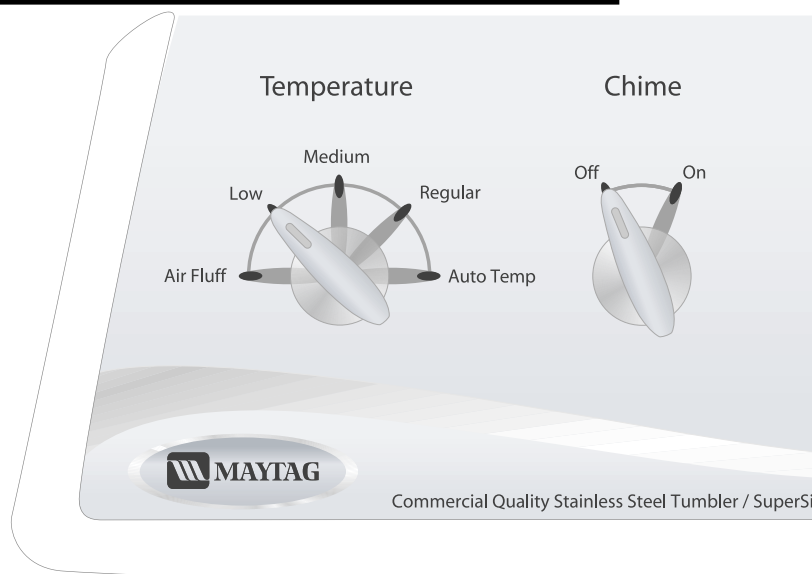 Temperature
Chime
Medium
Off
On
Low
Regular
Air Fluff
Auto Temp
MAYTAG
Commercial Quality Stainless Steel Tumbler /